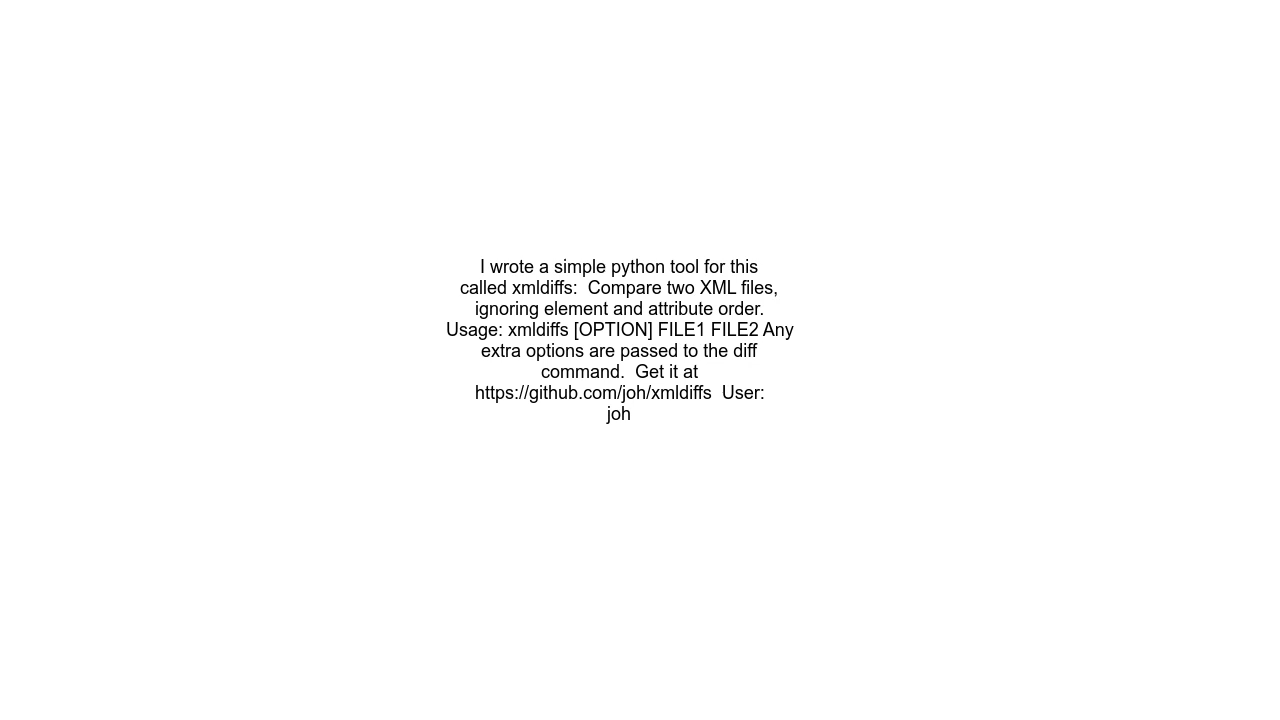 I wrote a simple python tool for this
called xmldiffs:  Compare two XML files,
ignoring element and attribute order.
Usage: xmldiffs [OPTION] FILE1 FILE2 Any
extra options are passed to the diff
command.  Get it at
https://github.com/joh/xmldiffs  User:
joh